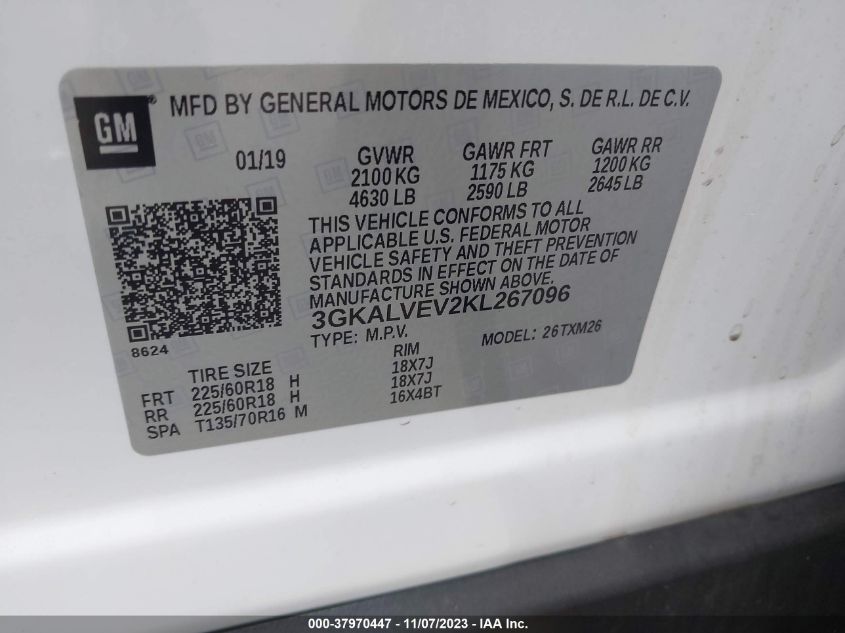 GM
MFD BY GENERAL MOTORS DE MEXICO, S. DE R.L. DE C.V.
01/19
GVWR
2100 KG
4630 LB
GAWR FRT
1175 KG
2590 LB
GAWR RR
1200 KG
2645 LB
THIS VEHICLE CONFORMS TO ALL
APPLICABLE U.S. FEDERAL MOTOR
VEHICLE SAFETY AND THEFT PREVENTION
STANDARDS IN EFFECT ON THE DATE OF
MANUFACTURE SHOWN ABOVE.
3GKALVEV2KL267096
8624
TYPE: M.P.V.
MODEL: 26TXM26
TIRE SIZE
RIM
FRT 225/60R18 H 18X7J
RR 225/60R18 H 18X7J
SPA T135/70R16 M 16X4BT
000-37970447 - 11/07/2023 - IAA Inc.